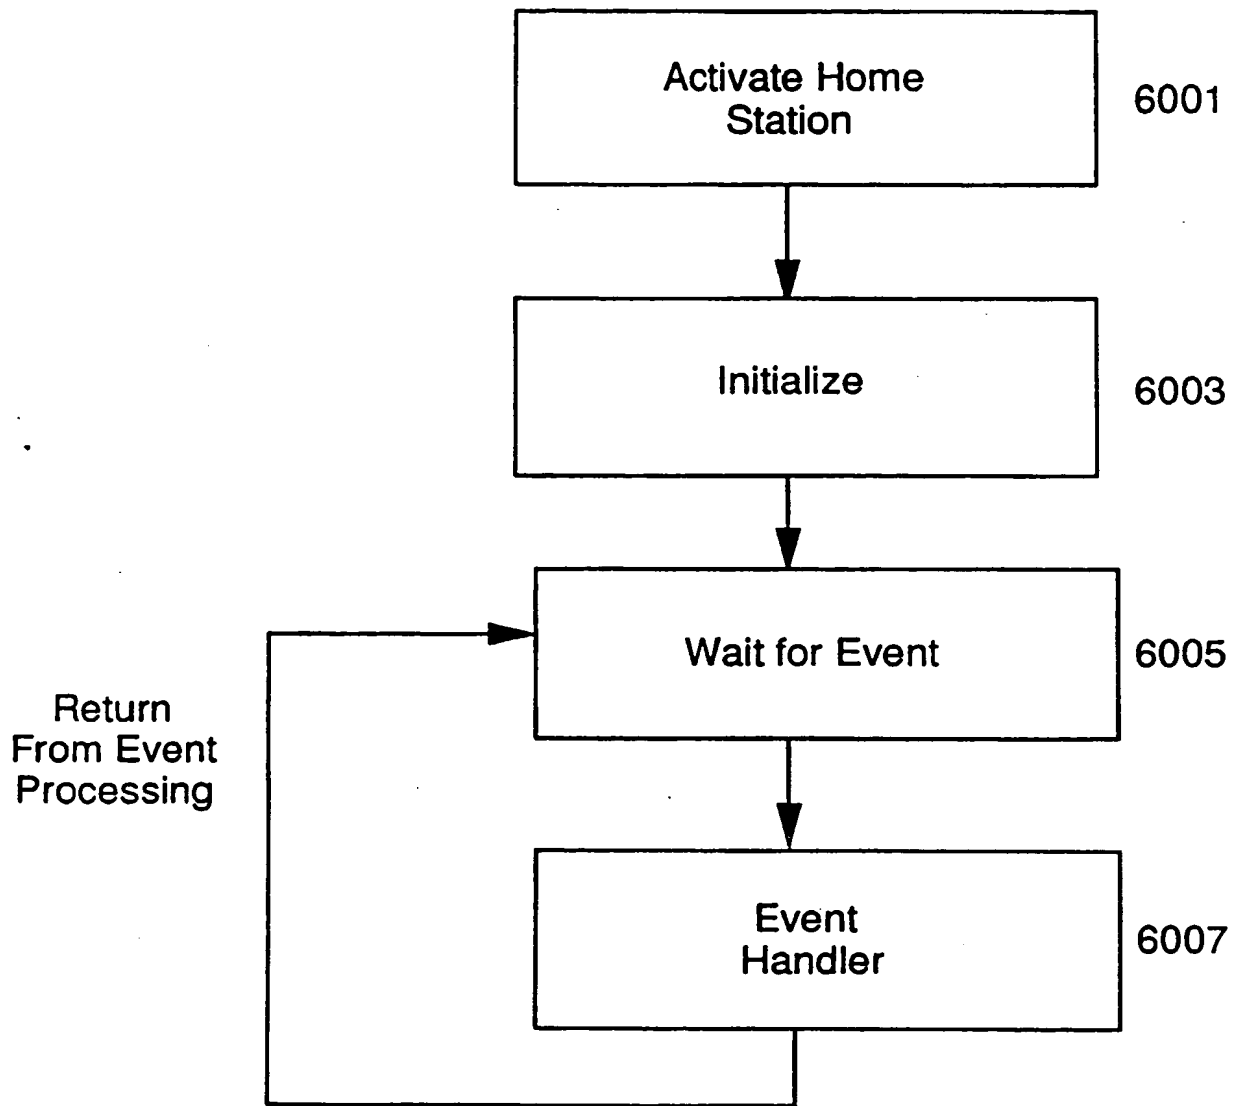 Activate Home
Station
6001
Initialize
6003
Wait for Event
6005
Return
From Event
Processing
Event
Handler
6007